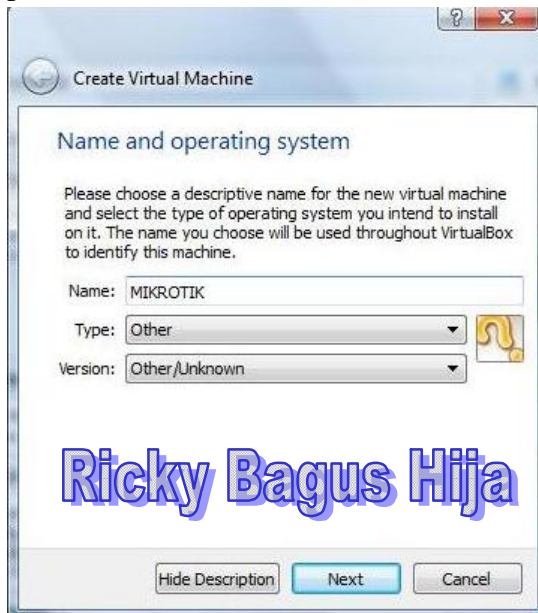 ?
X
Create Virtual Machine
Name and operating system
Please choose a descriptive name for the new virtual machine
and select the type of operating system you intend to install
on it. The name you choose will be used throughout VirtualBox
to identify this machine.
Name: MIKROTIK
Type: Other
Version: Other/Unknown
Ricky Bagus Hija
Hide Description Next Cancel